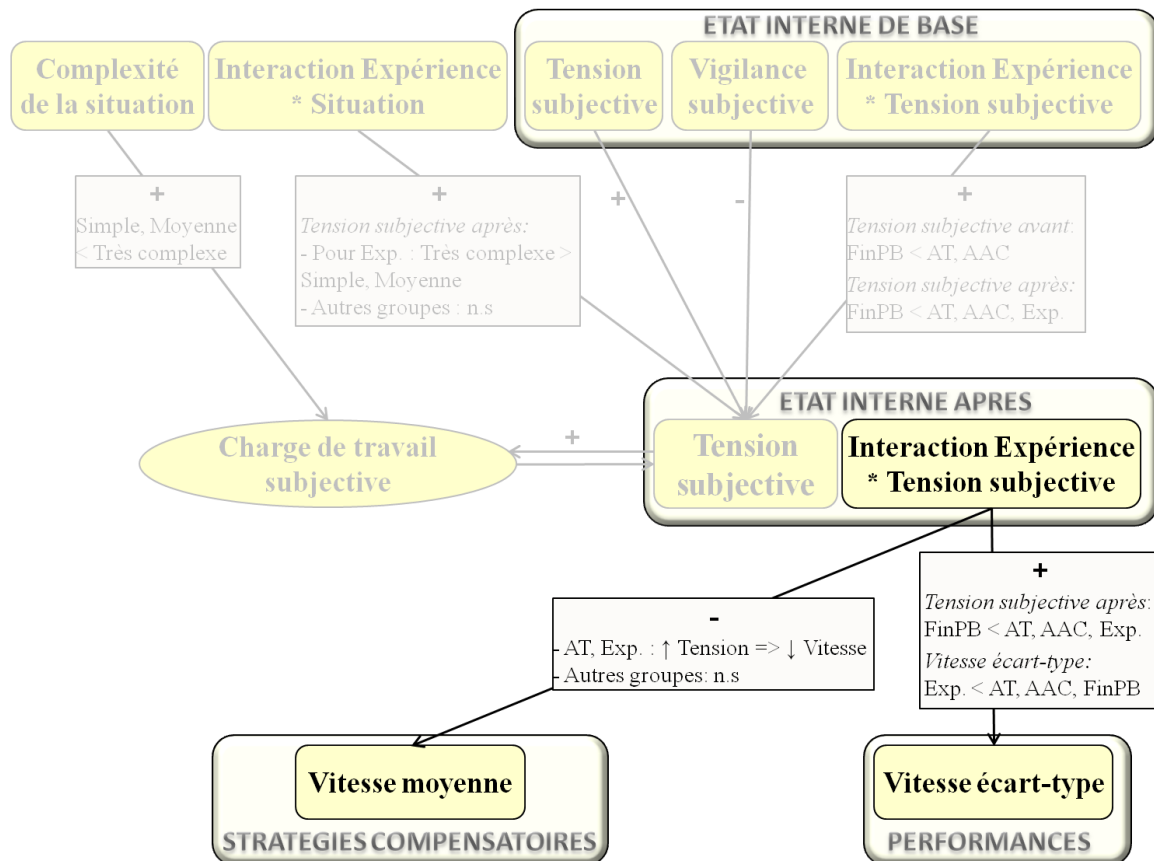 ETAT INTERNE DE BASE
Complexité
de la situation
Interaction Expérience
* Situation
Tension
subjective
Vigilance
subjective
Interaction Expérience
* Tension subjective
+
Simple, Moyenne
< Très complexe
+
Tension subjective après:
- Pour Exp. : Très complexe >
Simple, Moyenne
- Autres groupes : n.s
+
-
+
Tension subjective avant:
FinPB < AT, AAC
Tension subjective après:
FinPB < AT, AAC, Exp.
ETAT INTERNE APRES
Charge de travail
subjective
+
Tension
subjective
Interaction Expérience
* Tension subjective
-
- AT, Exp. : ↑ Tension => ↓ Vitesse
- Autres groupes: n.s
+
Tension subjective après:
FinPB < AT, AAC, Exp.
Vitesse écart-type:
Exp. < AT, AAC, FinPB
Vitesse moyenne
STRATEGIES COMPENSATOIRES
Vitesse écart-type
PERFORMANCES